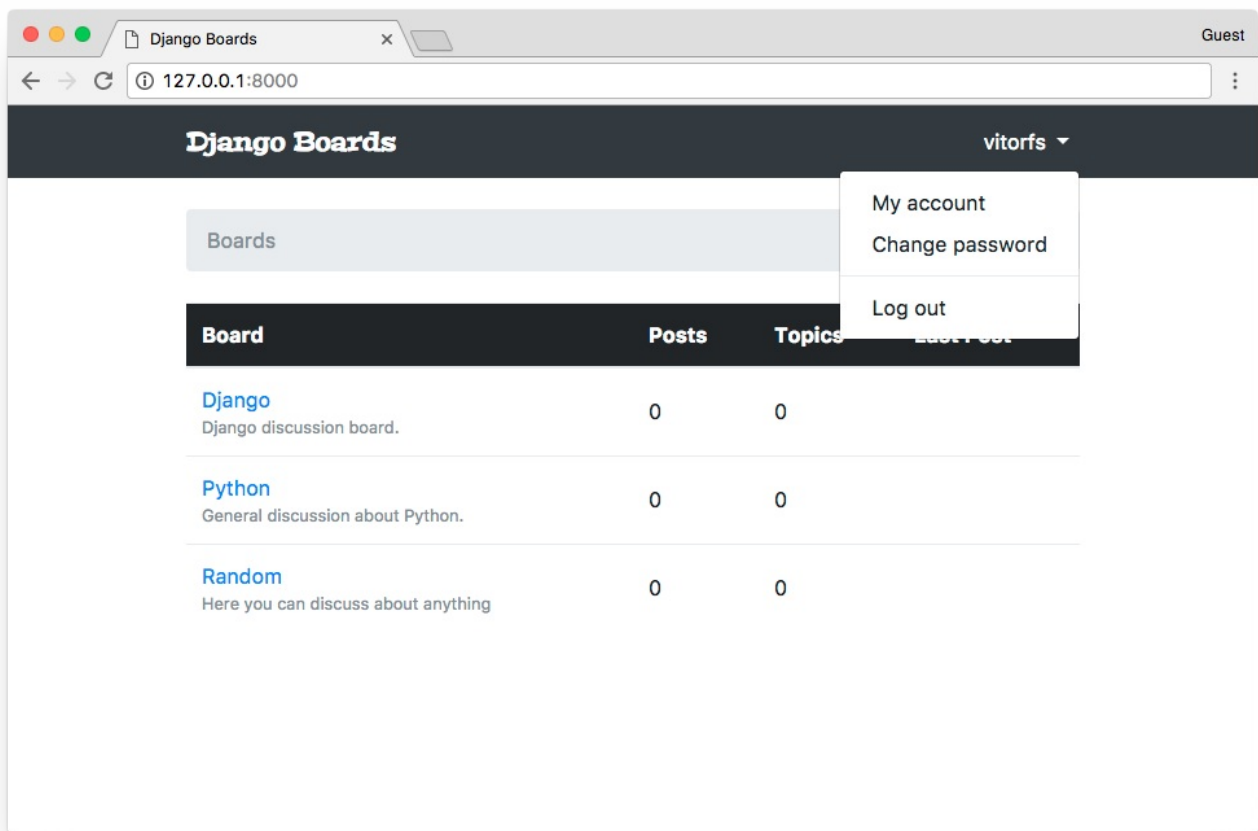 Django Boards
Guest
127.0.0.1:8000
Django Boards
vitorfs
My account
Change password
Log out
Boards
Board Posts Topics Last Post
Django 0 0
Django discussion board.
Python 0 0
General discussion about Python.
Random 0 0
Here you can discuss about anything